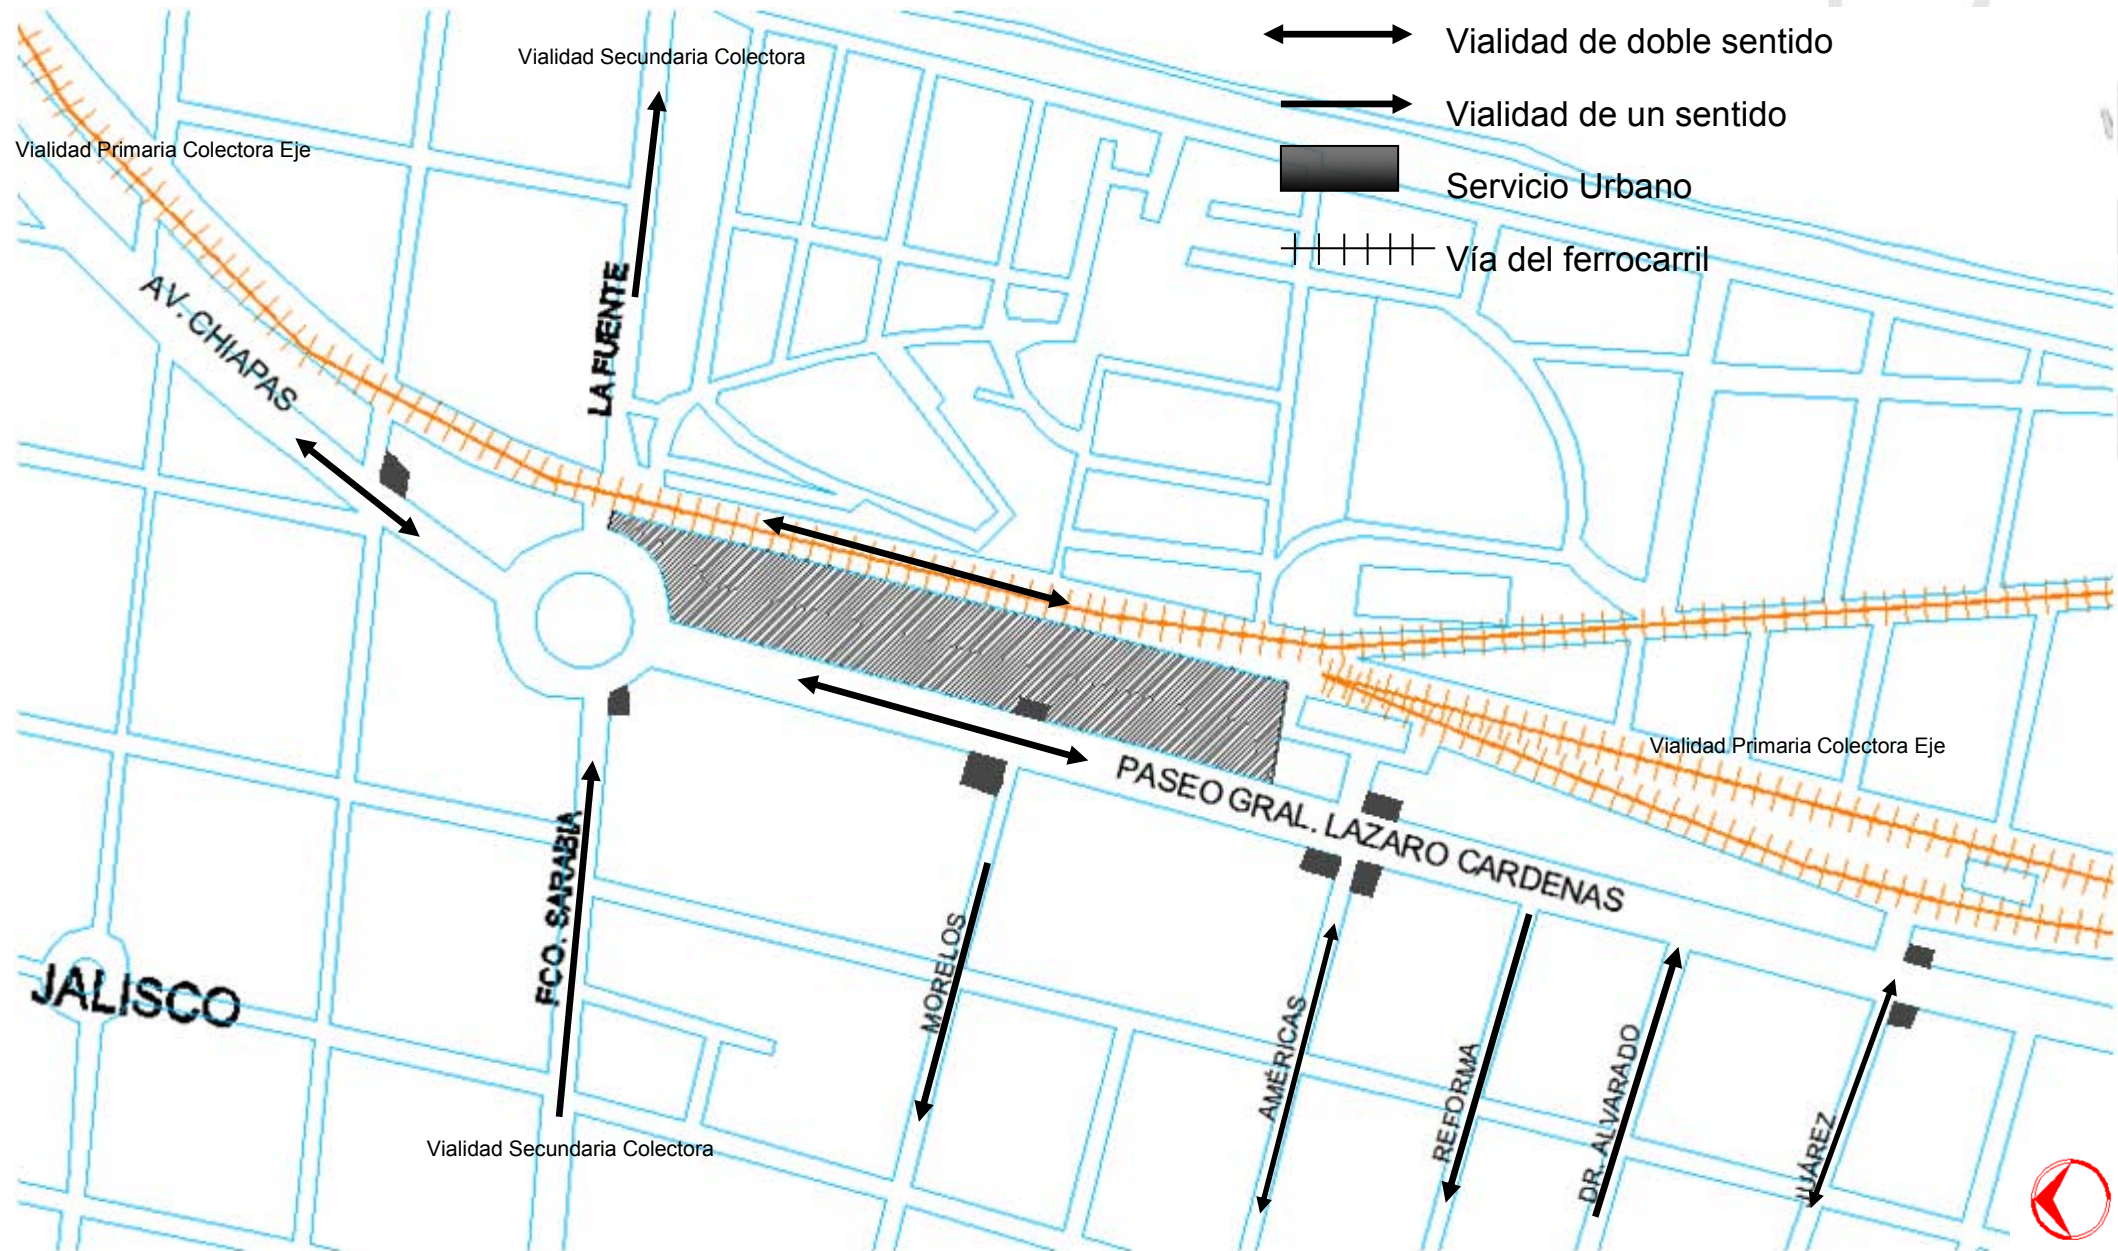 Vialidad Secundaria Colectora
Vialidad de doble sentido
Vialidad de un sentido
Vialidad Primaria Colectora Eje
Servicio Urbano
Vía del ferrocarril
AV. CHIAPAS
LA FUENTE
Vialidad Primaria Colectora Eje
PASEO GRAL. LAZARO CARDENAS
FCO. SARABIA
MORELOS
JALISCO
AMÉRICAS
REFORMA
DR. ALVARADO
JUÁREZ
Vialidad Secundaria Colectora